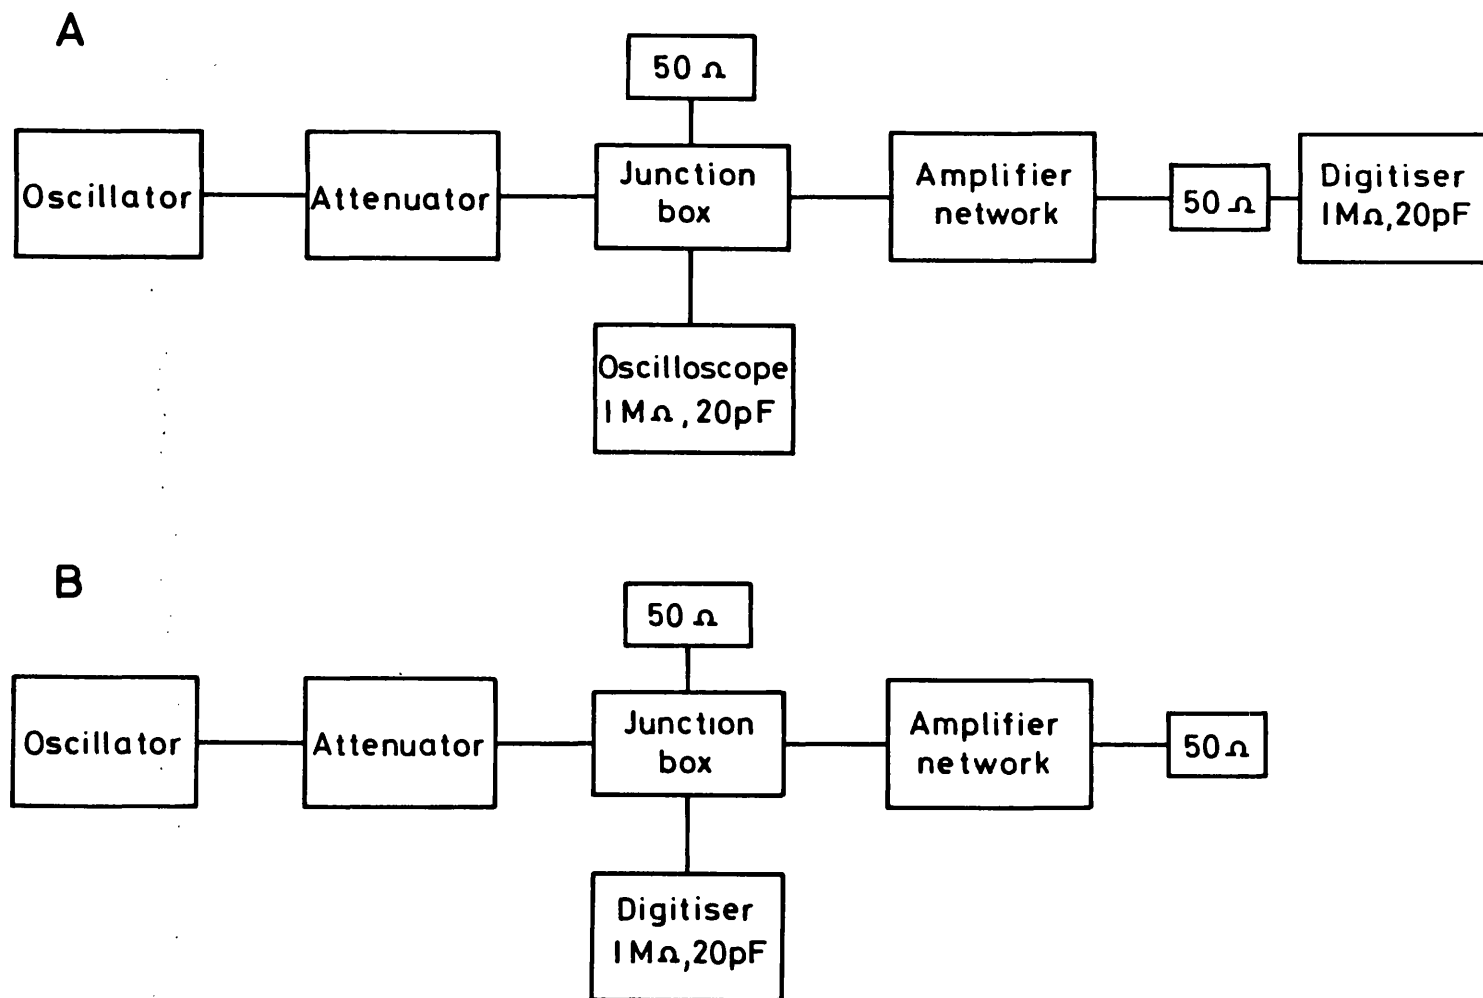 A
50 Ω
Oscillator
Attenuator
Junction
box
Amplifier
network
50 Ω
Digitiser
1MΩ,20pF
Oscilloscope
1MΩ,20pF
B
50 Ω
Oscillator
Attenuator
Junction
box
Amplifier
network
50 Ω
Digitiser
1MΩ,20pF